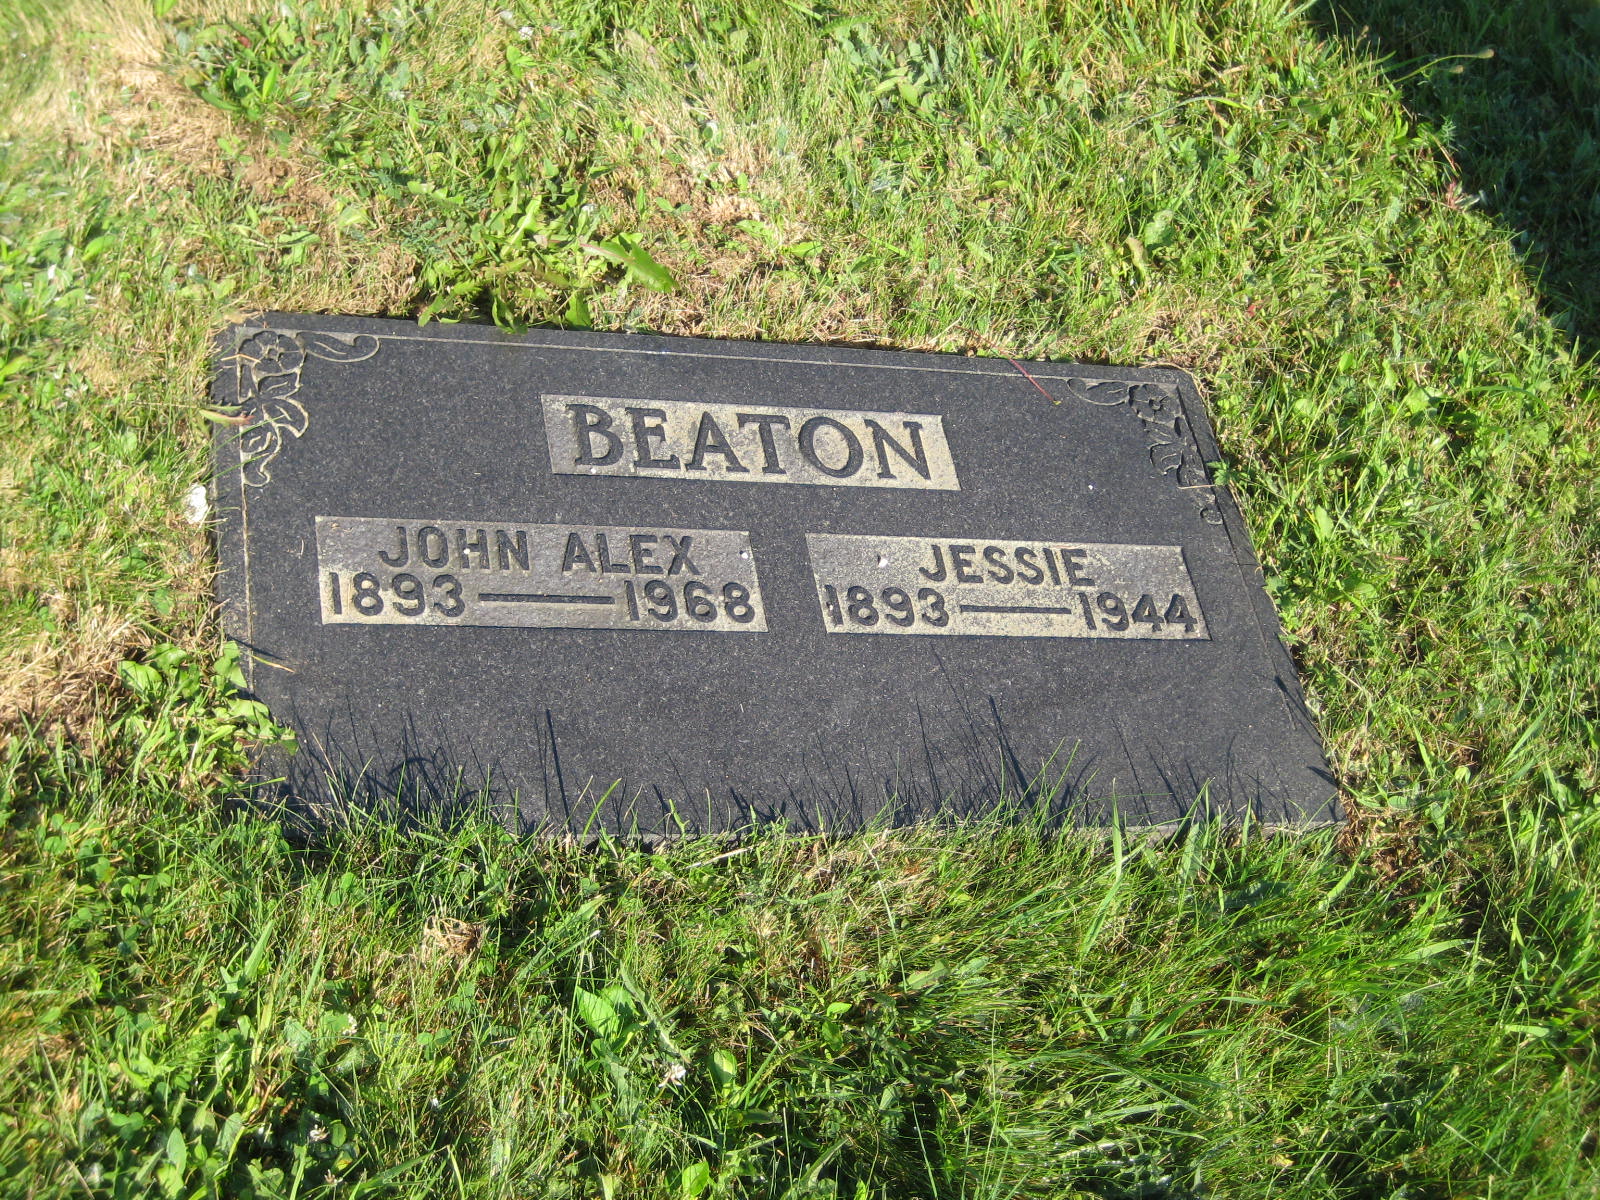 BEATON
JOHN ALEX
1893 — 1968
JESSIE
1893 — 1944